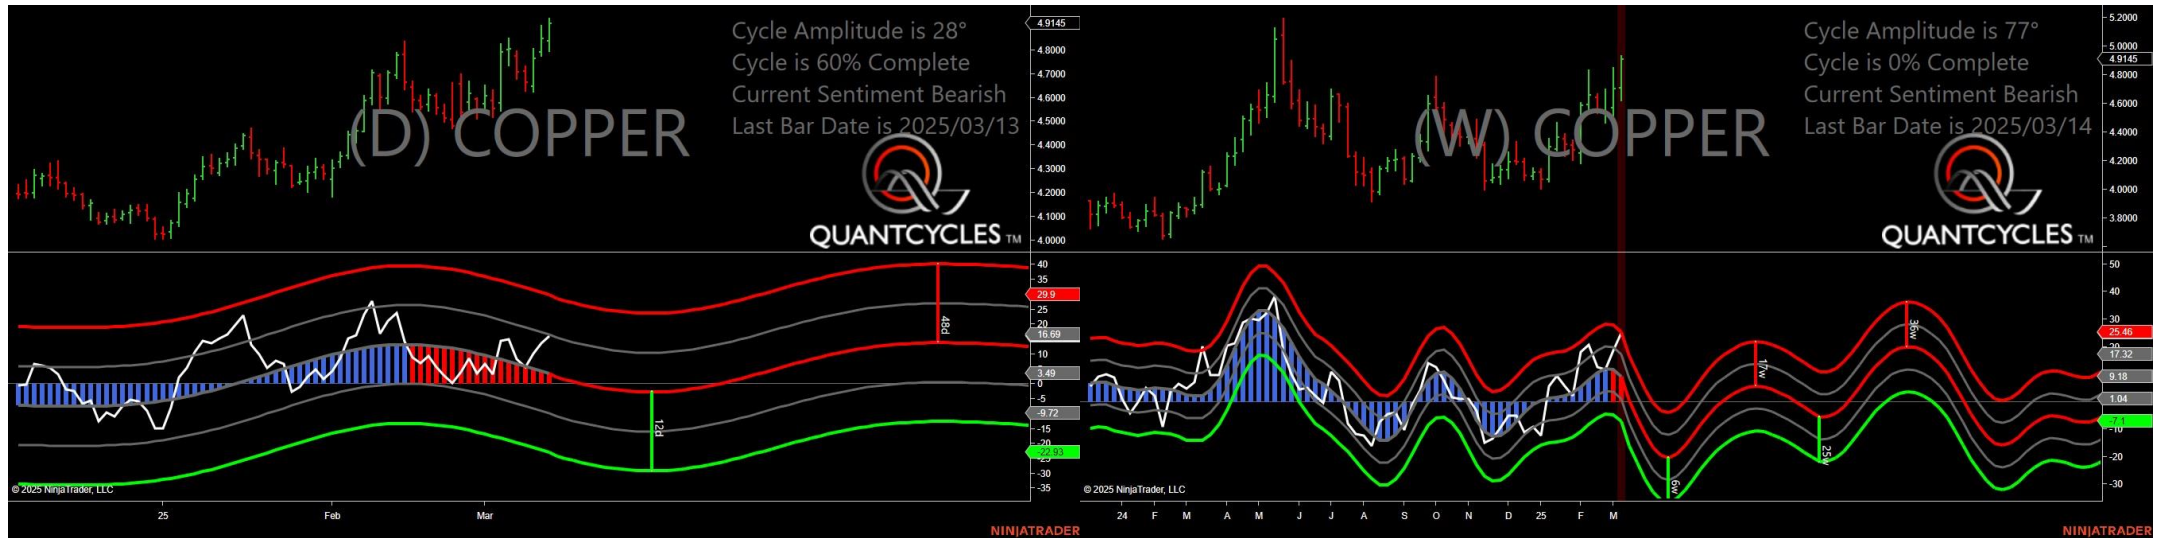 (D) COPPER
Cycle Amplitude is 28°
Cycle is 60% Complete
Current Sentiment Bearish
Last Bar Date is 2025/03/13
QUANTCYCLES TM
4.9145
4.8000
4.7000
4.6000
4.5000
4.4000
4.3000
4.2000
4.1000
4.0000
40
35
29.9
25
20
16.69
10
3.49
0
-5
-9.72
-15
-20
-22.93
-30
-35
48d
12d
© 2025 NinjaTrader, LLC
25
Feb
Mar
NINJATRADER
(W) COPPER
Cycle Amplitude is 77°
Cycle is 0% Complete
Current Sentiment Bearish
Last Bar Date is 2025/03/14
QUANTCYCLES TM
5.2000
5.0000
4.9145
4.8000
4.6000
4.4000
4.2000
4.0000
3.8000
50
40
30
25.46
17.32
9.18
1.04
-7.1
-10
-20
-30
17w
36w
25w
6w
© 2025 NinjaTrader, LLC
24
F
M
A
M
J
J
A
S
O
N
D
25
F
M
NINJATRADER